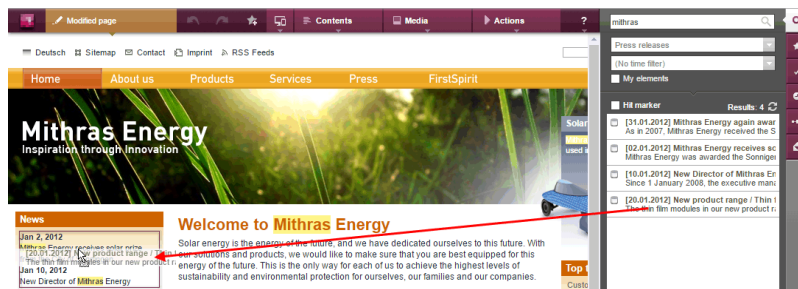 Modified page
Contents
Media
Actions
?
Deutsch Sitemap Contact Imprint RSS Feeds
Home About us Products Services Press FirstSpirit
Mithras Energy
Inspiration through Innovation
Solar
used i
News
Jan 2, 2012
Mithras Energy receives solar prize
[20.01.2012] New product range / Thin
The thin film modules in our new product r
Jan 10, 2012
New Director of Mithras Energy
Welcome to Mithras Energy
Solar energy is the energy of the future, and we have dedicated ourselves to this future. With
our solutions and products, we would like to make sure that you are best equipped for this
energy of the future. This is the only way for each of us to achieve the highest levels of
sustainability and environmental protection for ourselves, our families and our companies.
Top
Custo
mithras
Press releases
(No time filter)
My elements
Hit marker Results: 4
[31.01.2012] Mithras Energy again awar
As in 2007, Mithras Energy received the S
[02.01.2012] Mithras Energy receives so
Mithras Energy was awarded the Sonniger
[10.01.2012] New Director of Mithras En
Since 1 January 2008, the executive mana
[20.01.2012] New product range / Thin f
The thin film modules in our new product ra